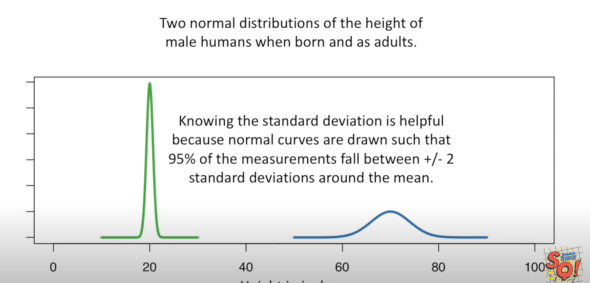 Two normal distributions of the height of
male humans when born and as adults.
Knowing the standard deviation is helpful
because normal curves are drawn such that
95% of the measurements fall between +/- 2
standard deviations around the mean.
0 20 40 60 80 100
SQ!